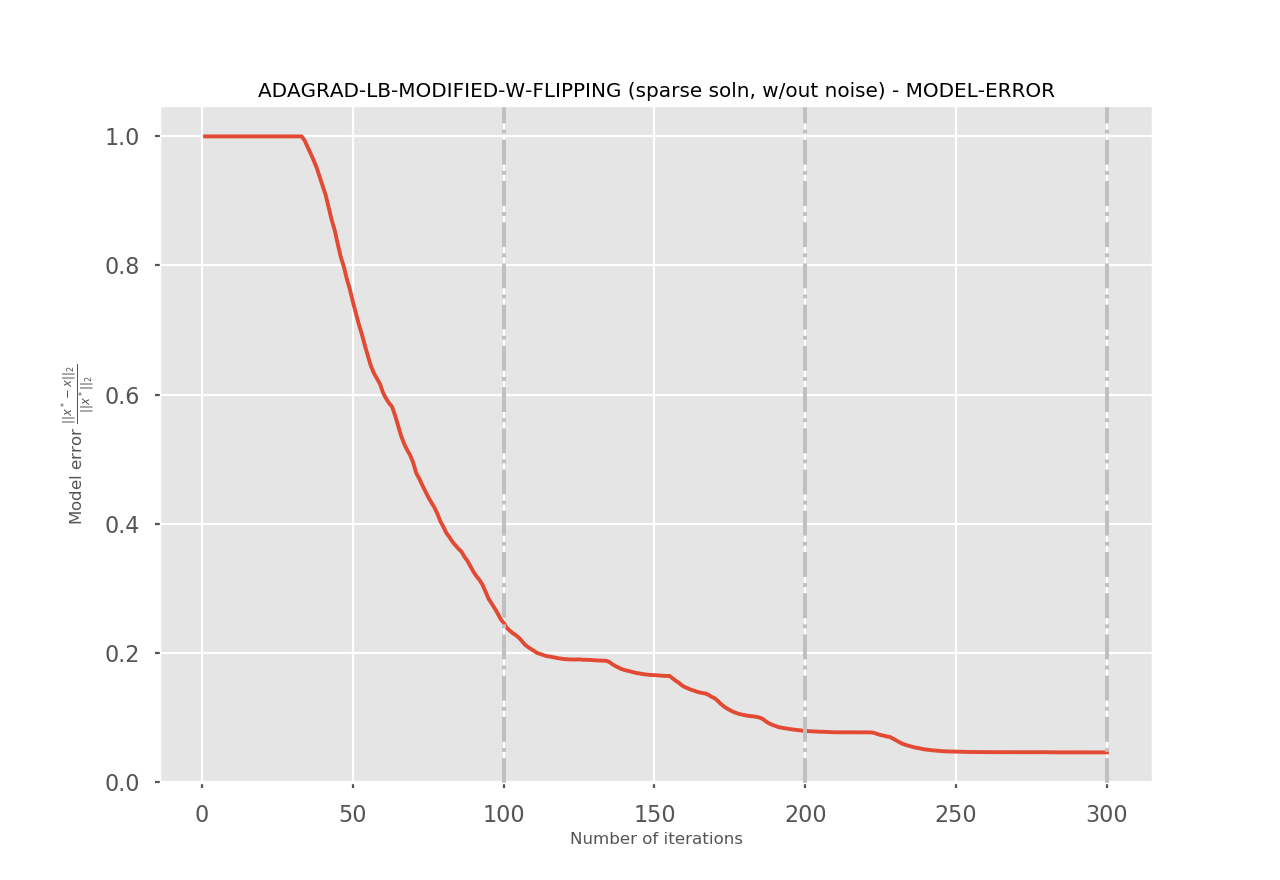 ADAGRAD-LB-MODIFIED-W-FLIPPING (sparse soln, w/out noise) - MODEL-ERROR
1.0
0.8
0.6
0.4
0.2
0.0
Model error ||x* − x||₂ / ||x*||₂
0 50 100 150 200 250 300
Number of iterations